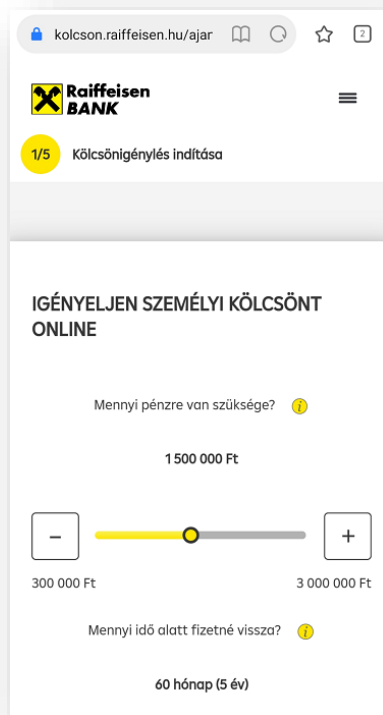 kolcson.raiffeisen.hu/ajar
2
Raiffeisen
BANK
1/5 Kölcsönigénylés indítása
IGÉNYELJEN SZEMÉLYI KÖLCSÖNT
ONLINE
Mennyi pénzre van szüksége? i
1 500 000 Ft
− +
300 000 Ft 3 000 000 Ft
Mennyi idő alatt fizetné vissza? i
60 hónap (5 év)